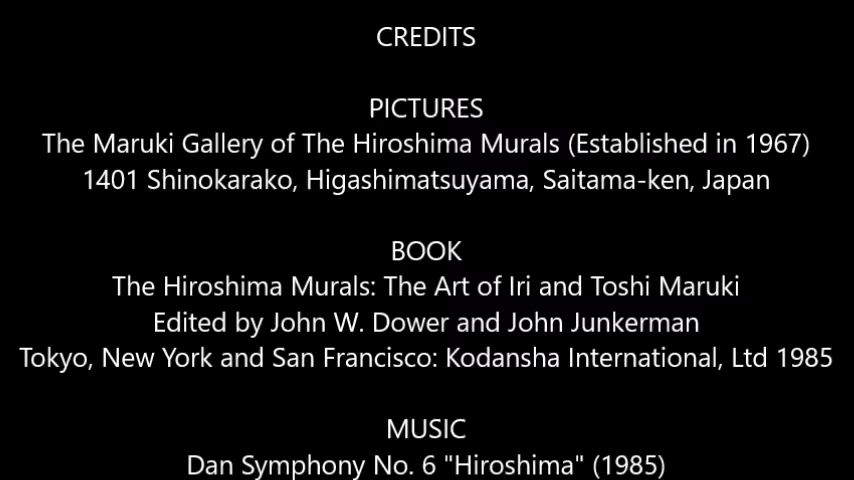 CREDITS
PICTURES
The Maruki Gallery of The Hiroshima Murals (Established in 1967)
1401 Shinokarako, Higashimatsuyama, Saitama-ken, Japan
BOOK
The Hiroshima Murals: The Art of Iri and Toshi Maruki
Edited by John W. Dower and John Junkerman
Tokyo, New York and San Francisco: Kodansha International, Ltd 1985
MUSIC
Dan Symphony No. 6 "Hiroshima" (1985)